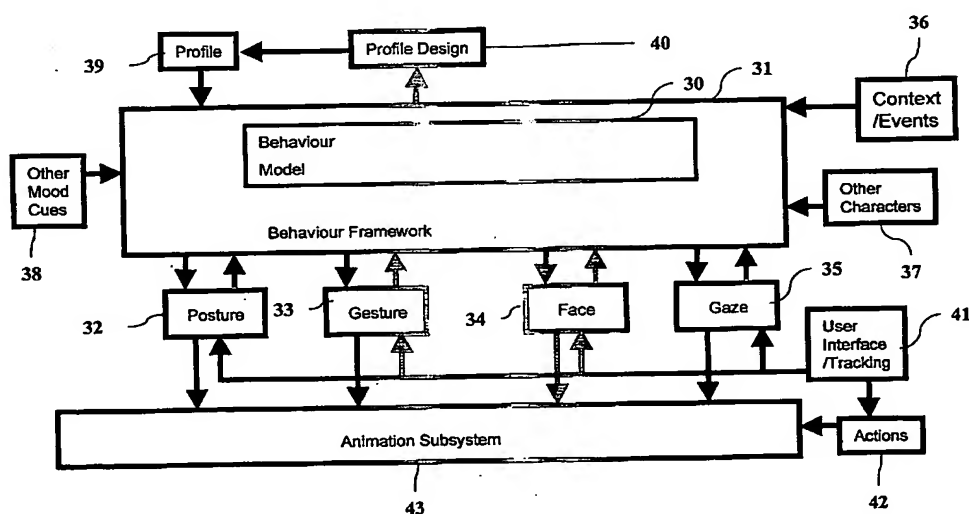 39
Profile
Profile Design
40
36
30
31
Context
/Events
Behaviour
Model
Other
Mood
Cues
38
Behaviour Framework
Other
Characters
37
32
Posture
33
Gesture
34
Face
35
Gaze
User
Interface
/Tracking
41
Animation Subsystem
Actions
43
42